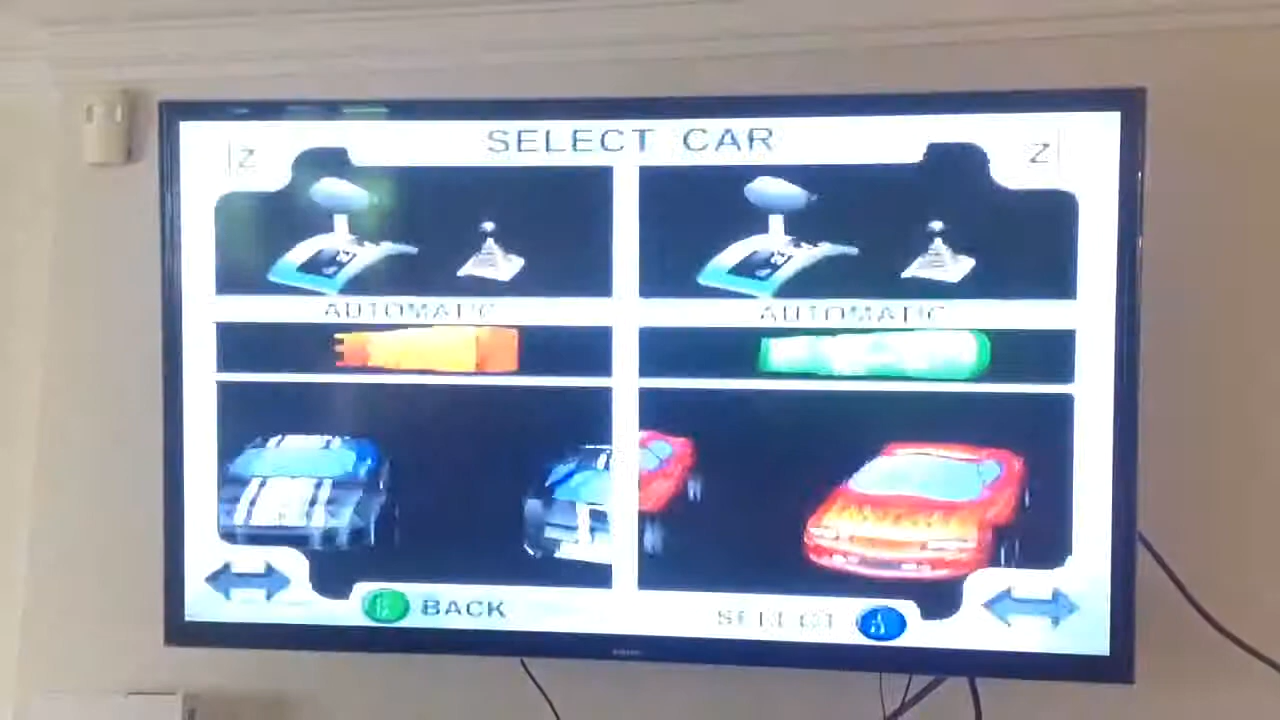 SELECT CAR
Z
Z
AUTOMATIC
AUTOMATIC
BACK
SELECT
A